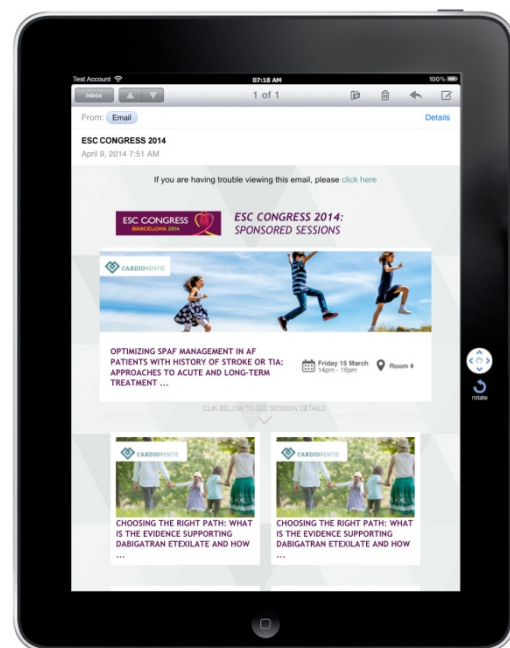 Test Account
07:18 AM
100%
Inbox
1 of 1
From: Email
Details
ESC CONGRESS 2014
April 9, 2014 7:51 AM
If you are having trouble viewing this email, please click here
ESC CONGRESS
BARCELONA 2014
ESC CONGRESS 2014:
SPONSORED SESSIONS
CARDIORENTIS
OPTIMIZING SPAF MANAGEMENT IN AF
PATIENTS WITH HISTORY OF STROKE OR TIA:
APPROACHES TO ACUTE AND LONG-TERM
TREATMENT ...
Friday 15 March
14pm - 16pm
Room 4
CLIK BELOW TO SEE SESSION DETAILS
CARDIORENTIS
CHOOSING THE RIGHT PATH: WHAT
IS THE EVIDENCE SUPPORTING
DABIGATRAN ETEXILATE AND HOW
...
CARDIORENTIS
CHOOSING THE RIGHT PATH: WHAT
IS THE EVIDENCE SUPPORTING
DABIGATRAN ETEXILATE AND HOW
...
rotate